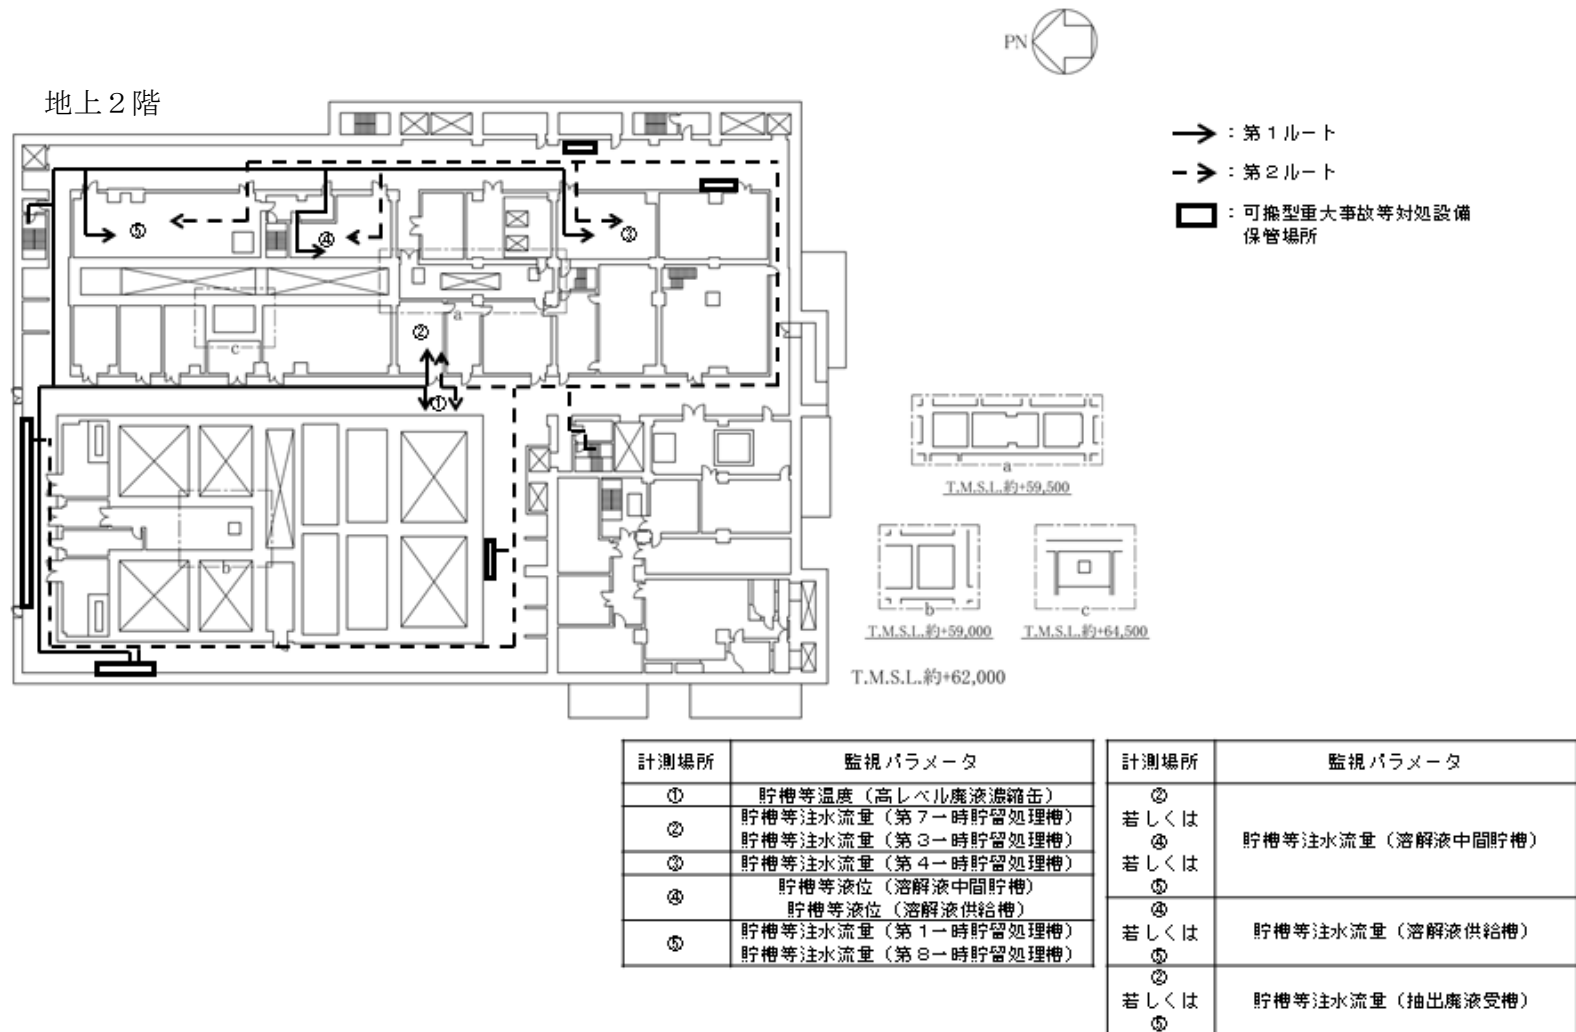 PN
地上２階
：第１ルート
：第２ルート
：可搬型重大事故等対処設備
保管場所
⑤
④
③
a
②
c
①
b
a
T.M.S.L.約+59,500
b
T.M.S.L.約+59,000
c
T.M.S.L.約+64,500
T.M.S.L.約+62,000
計測場所 監視パラメータ
① 貯槽等温度（高レベル廃液濃縮缶）
② 貯槽等注水流量（第７一時貯留処理槽）
貯槽等注水流量（第３一時貯留処理槽）
③ 貯槽等注水流量（第４一時貯留処理槽）
④ 貯槽等液位（溶解液中間貯槽）
貯槽等液位（溶解液供給槽）
⑤ 貯槽等注水流量（第１一時貯留処理槽）
貯槽等注水流量（第８一時貯留処理槽）
計測場所 監視パラメータ
②
若しくは
④ 貯槽等注水流量（溶解液中間貯槽）
若しくは
⑤
④
若しくは 貯槽等注水流量（溶解液供給槽）
⑤
②
若しくは 貯槽等注水流量（抽出廃液受槽）
⑤